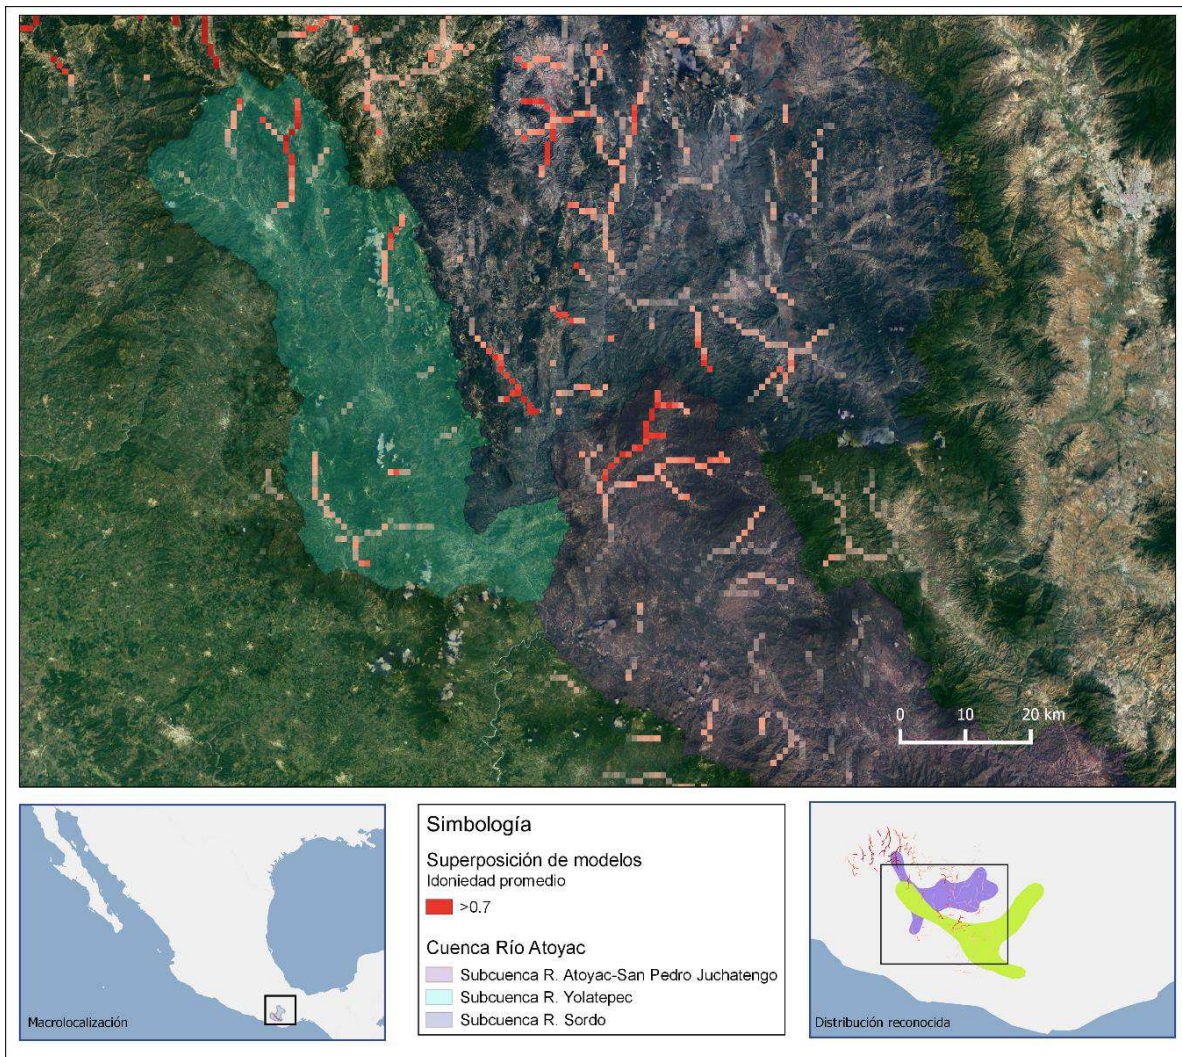 0 10 20 km
Macrolocalización
Simbología
Superposición de modelos
Idoniedad promedio
>0.7
Cuenca Río Atoyac
Subcuenca R. Atoyac-San Pedro Juchatengo
Subcuenca R. Yolatepec
Subcuenca R. Sordo
Distribución reconocida